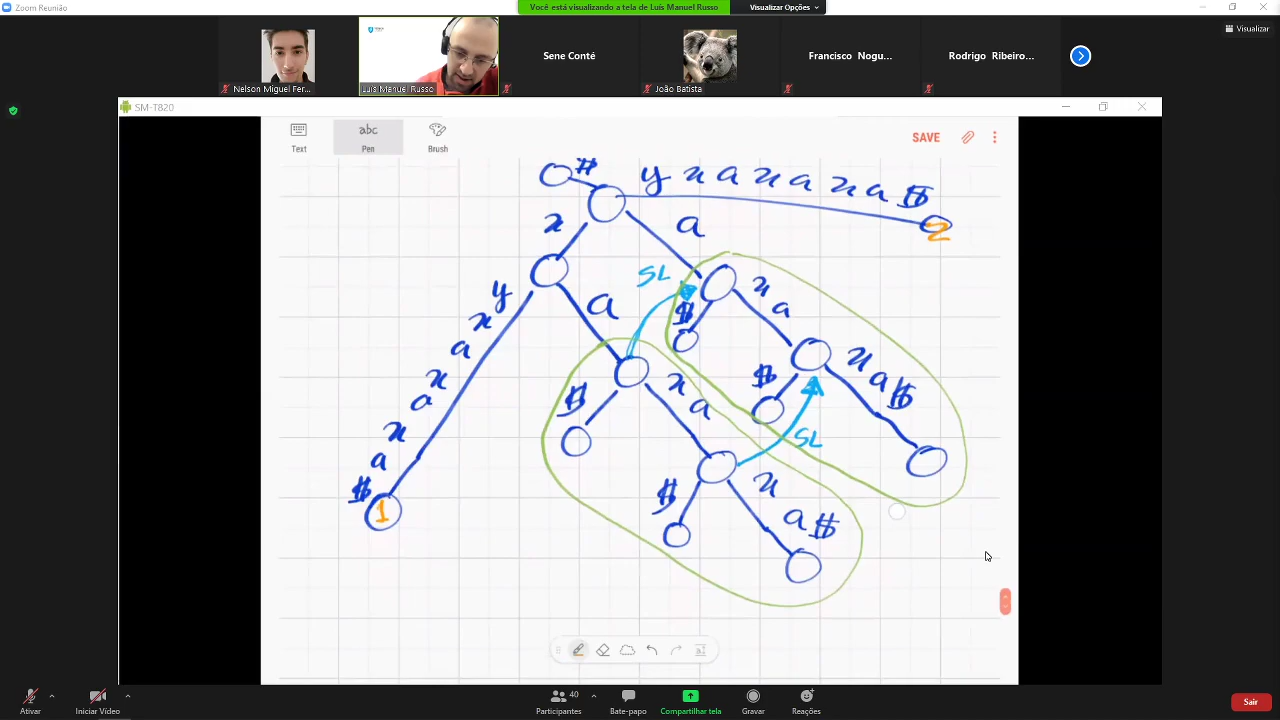 Zoom Reunião
Você está visualizando a tela de Luís Manuel Russo
Visualizar Opções
Visualizar
Nelson Miguel Fer...
Luís Manuel Russo
Sene Conté
João Batista
Francisco Nogu...
Rodrigo Ribeiro...
SM-T820
Text
abc
Pen
Brush
SAVE
$
y x a x a x a $
2
x
a
SL
y x a x a x a $
1
a
$
x a
$
x a $
$
x a
SL
$
x a $
Ativar
Iniciar Vídeo
40
Participantes
Bate-papo
Compartilhar tela
Gravar
Reações
Sair